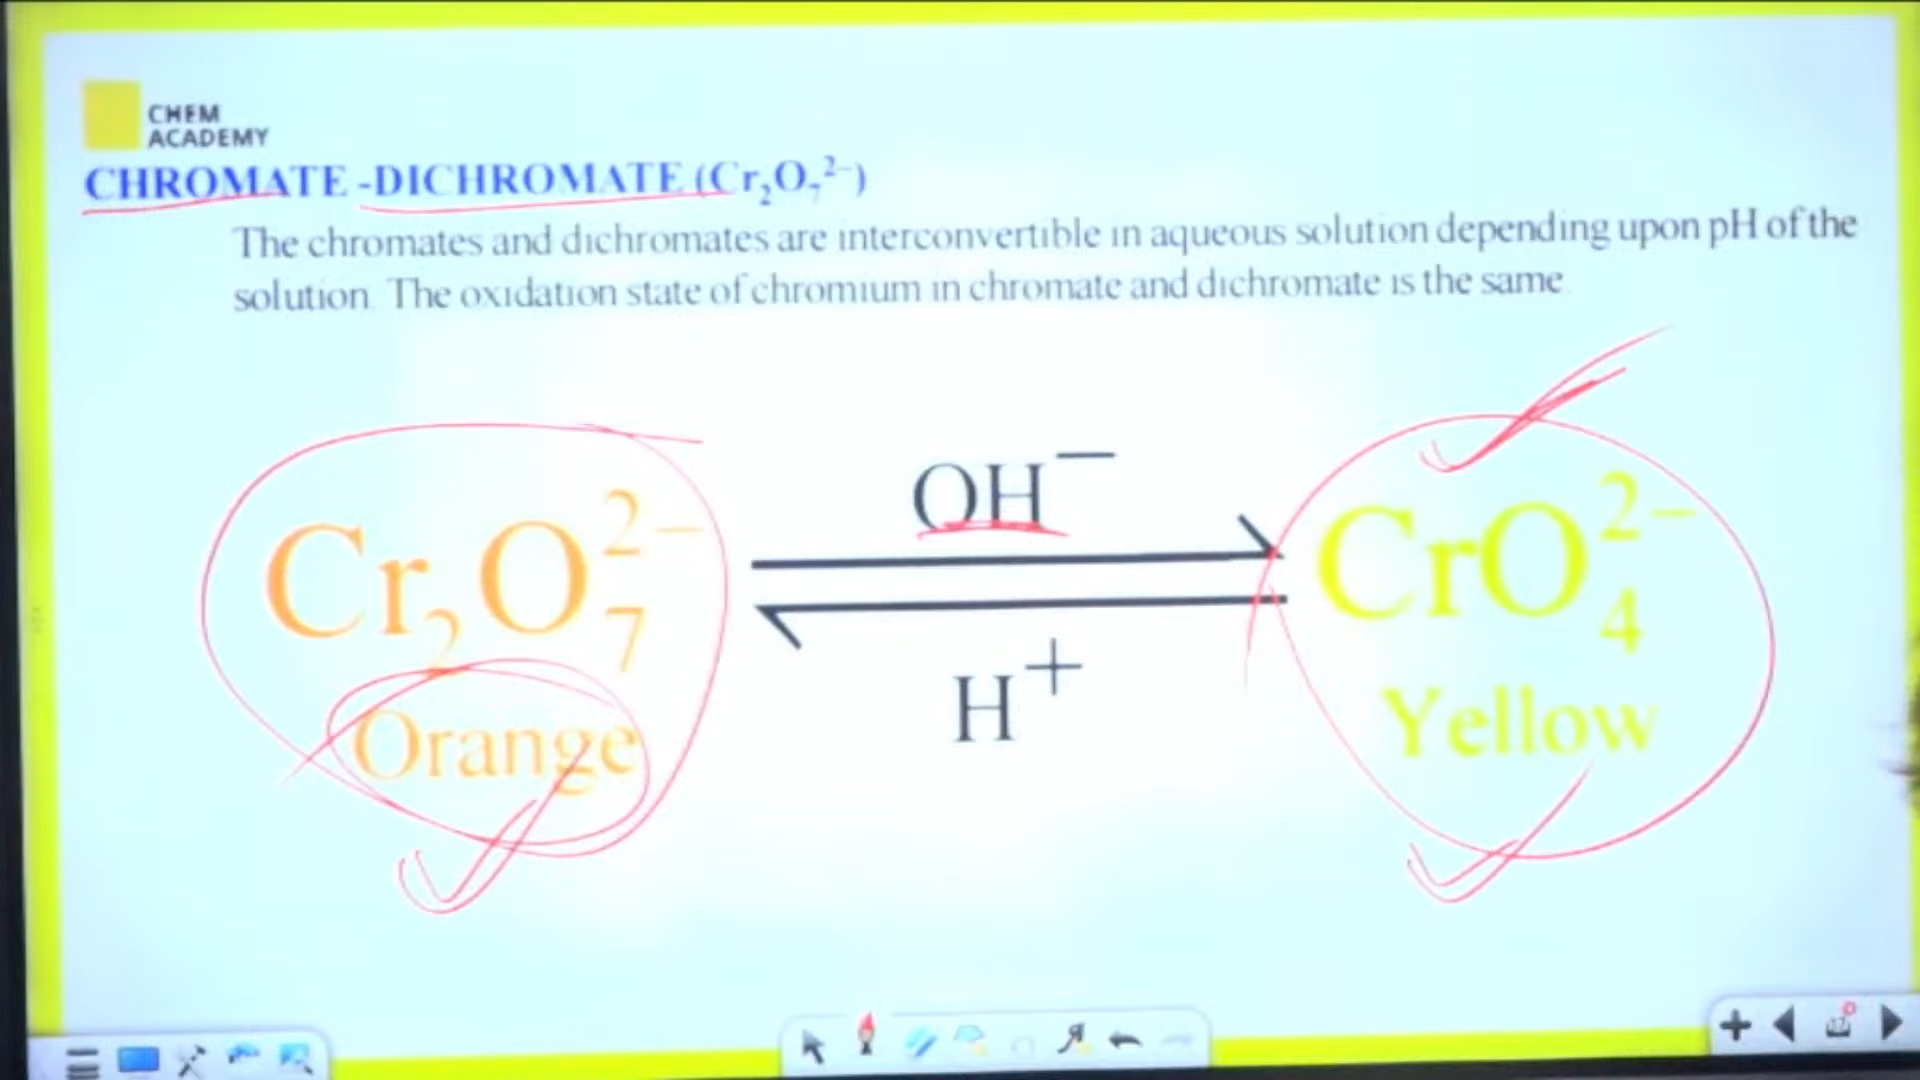 CHEM
ACADEMY
CHROMATE -DICHROMATE (Cr₂O₇²⁻)
The chromates and dichromates are interconvertible in aqueous solution depending upon pH of the
solution. The oxidation state of chromium in chromate and dichromate is the same.
OH⁻
Cr₂O₇²⁻
CrO₄²⁻
H⁺
Orange
Yellow